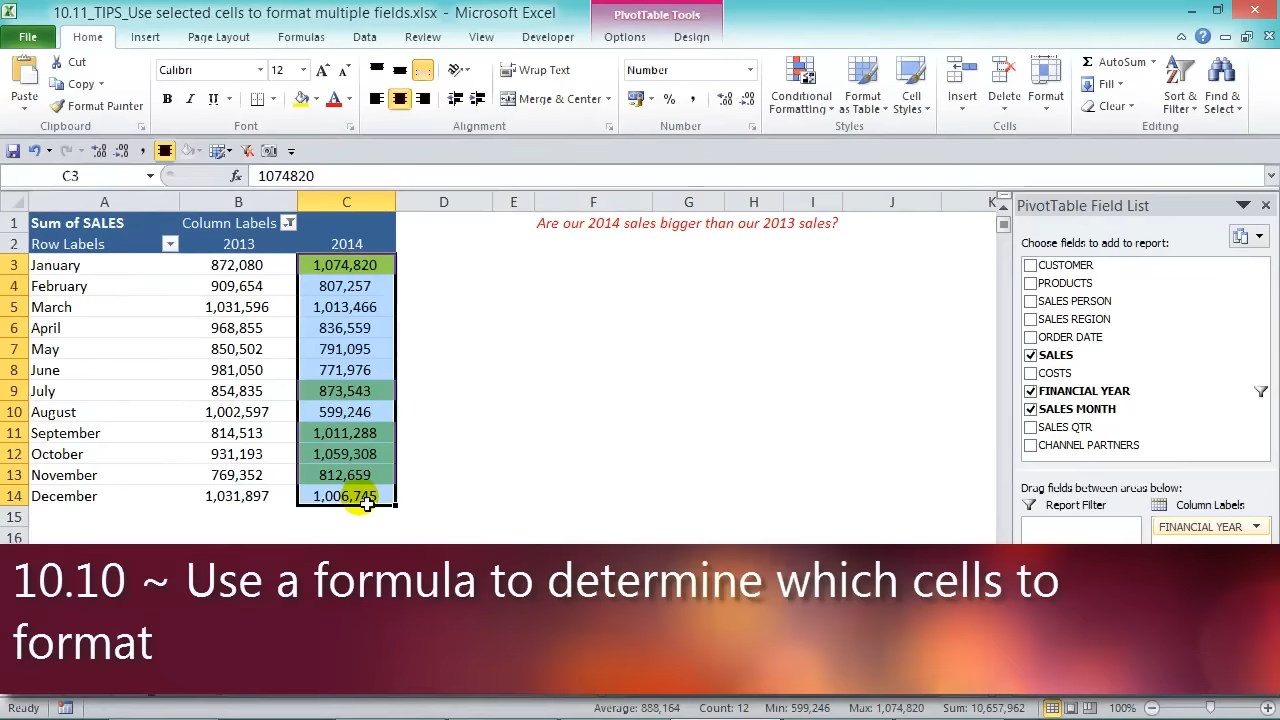 10.11_TIPS_Use selected cells to format multiple fields.xlsx - Microsoft Excel
PivotTable Tools
File Home Insert Page Layout Formulas Data Review View Developer Options Design
Paste
Cut
Copy
Format Painter
Clipboard
Calibri 12
B I U A
Font
Wrap Text
Merge & Center
Alignment
Number
% ,
Number
Conditional Formatting
Format as Table
Cell Styles
Styles
Insert
Delete
Format
Cells
AutoSum
Fill
Clear
Sort & Filter
Find & Select
Editing
C3 fx 1074820
A B C D E F G H I J K
1 Sum of SALES Column Labels Are our 2014 sales bigger than our 2013 sales?
2 Row Labels 2013 2014
3 January 872,080 1,074,820
4 February 909,654 807,257
5 March 1,031,596 1,013,466
6 April 968,855 836,559
7 May 850,502 791,095
8 June 981,050 771,976
9 July 854,835 873,543
10 August 1,002,597 599,246
11 September 814,513 1,011,288
12 October 931,193 1,059,308
13 November 769,352 812,659
14 December 1,031,897 1,006,745
15
16
PivotTable Field List
Choose fields to add to report:
CUSTOMER
PRODUCTS
SALES PERSON
SALES REGION
ORDER DATE
SALES
COSTS
FINANCIAL YEAR
SALES MONTH
SALES QTR
CHANNEL PARTNERS
Drag fields between areas below:
Report Filter Column Labels
FINANCIAL YEAR
10.10 ~ Use a formula to determine which cells to
format
Ready Average: 888,164 Count: 12 Min: 599,246 Max: 1,074,820 Sum: 10,657,962 100%